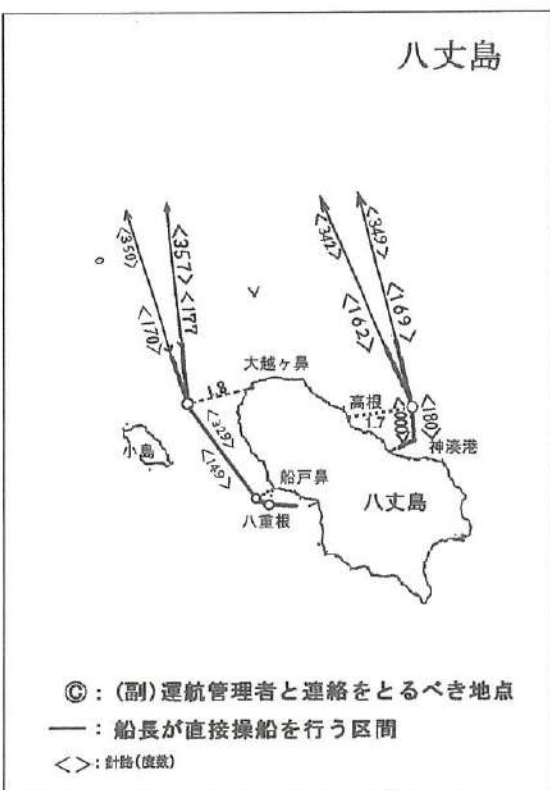 八丈島
<350>
<357>
<177
<170>
<342>
<349>
<162>
<169>
大越ヶ鼻
1.8
高根
1.7
<000>
<180>
神湊港
小島
<329>
<149>
船戸鼻
八重根
八丈島
Ⓒ : (副)運航管理者と連絡をとるべき地点
── : 船長が直接操船を行う区間
<> : 針路(度数)